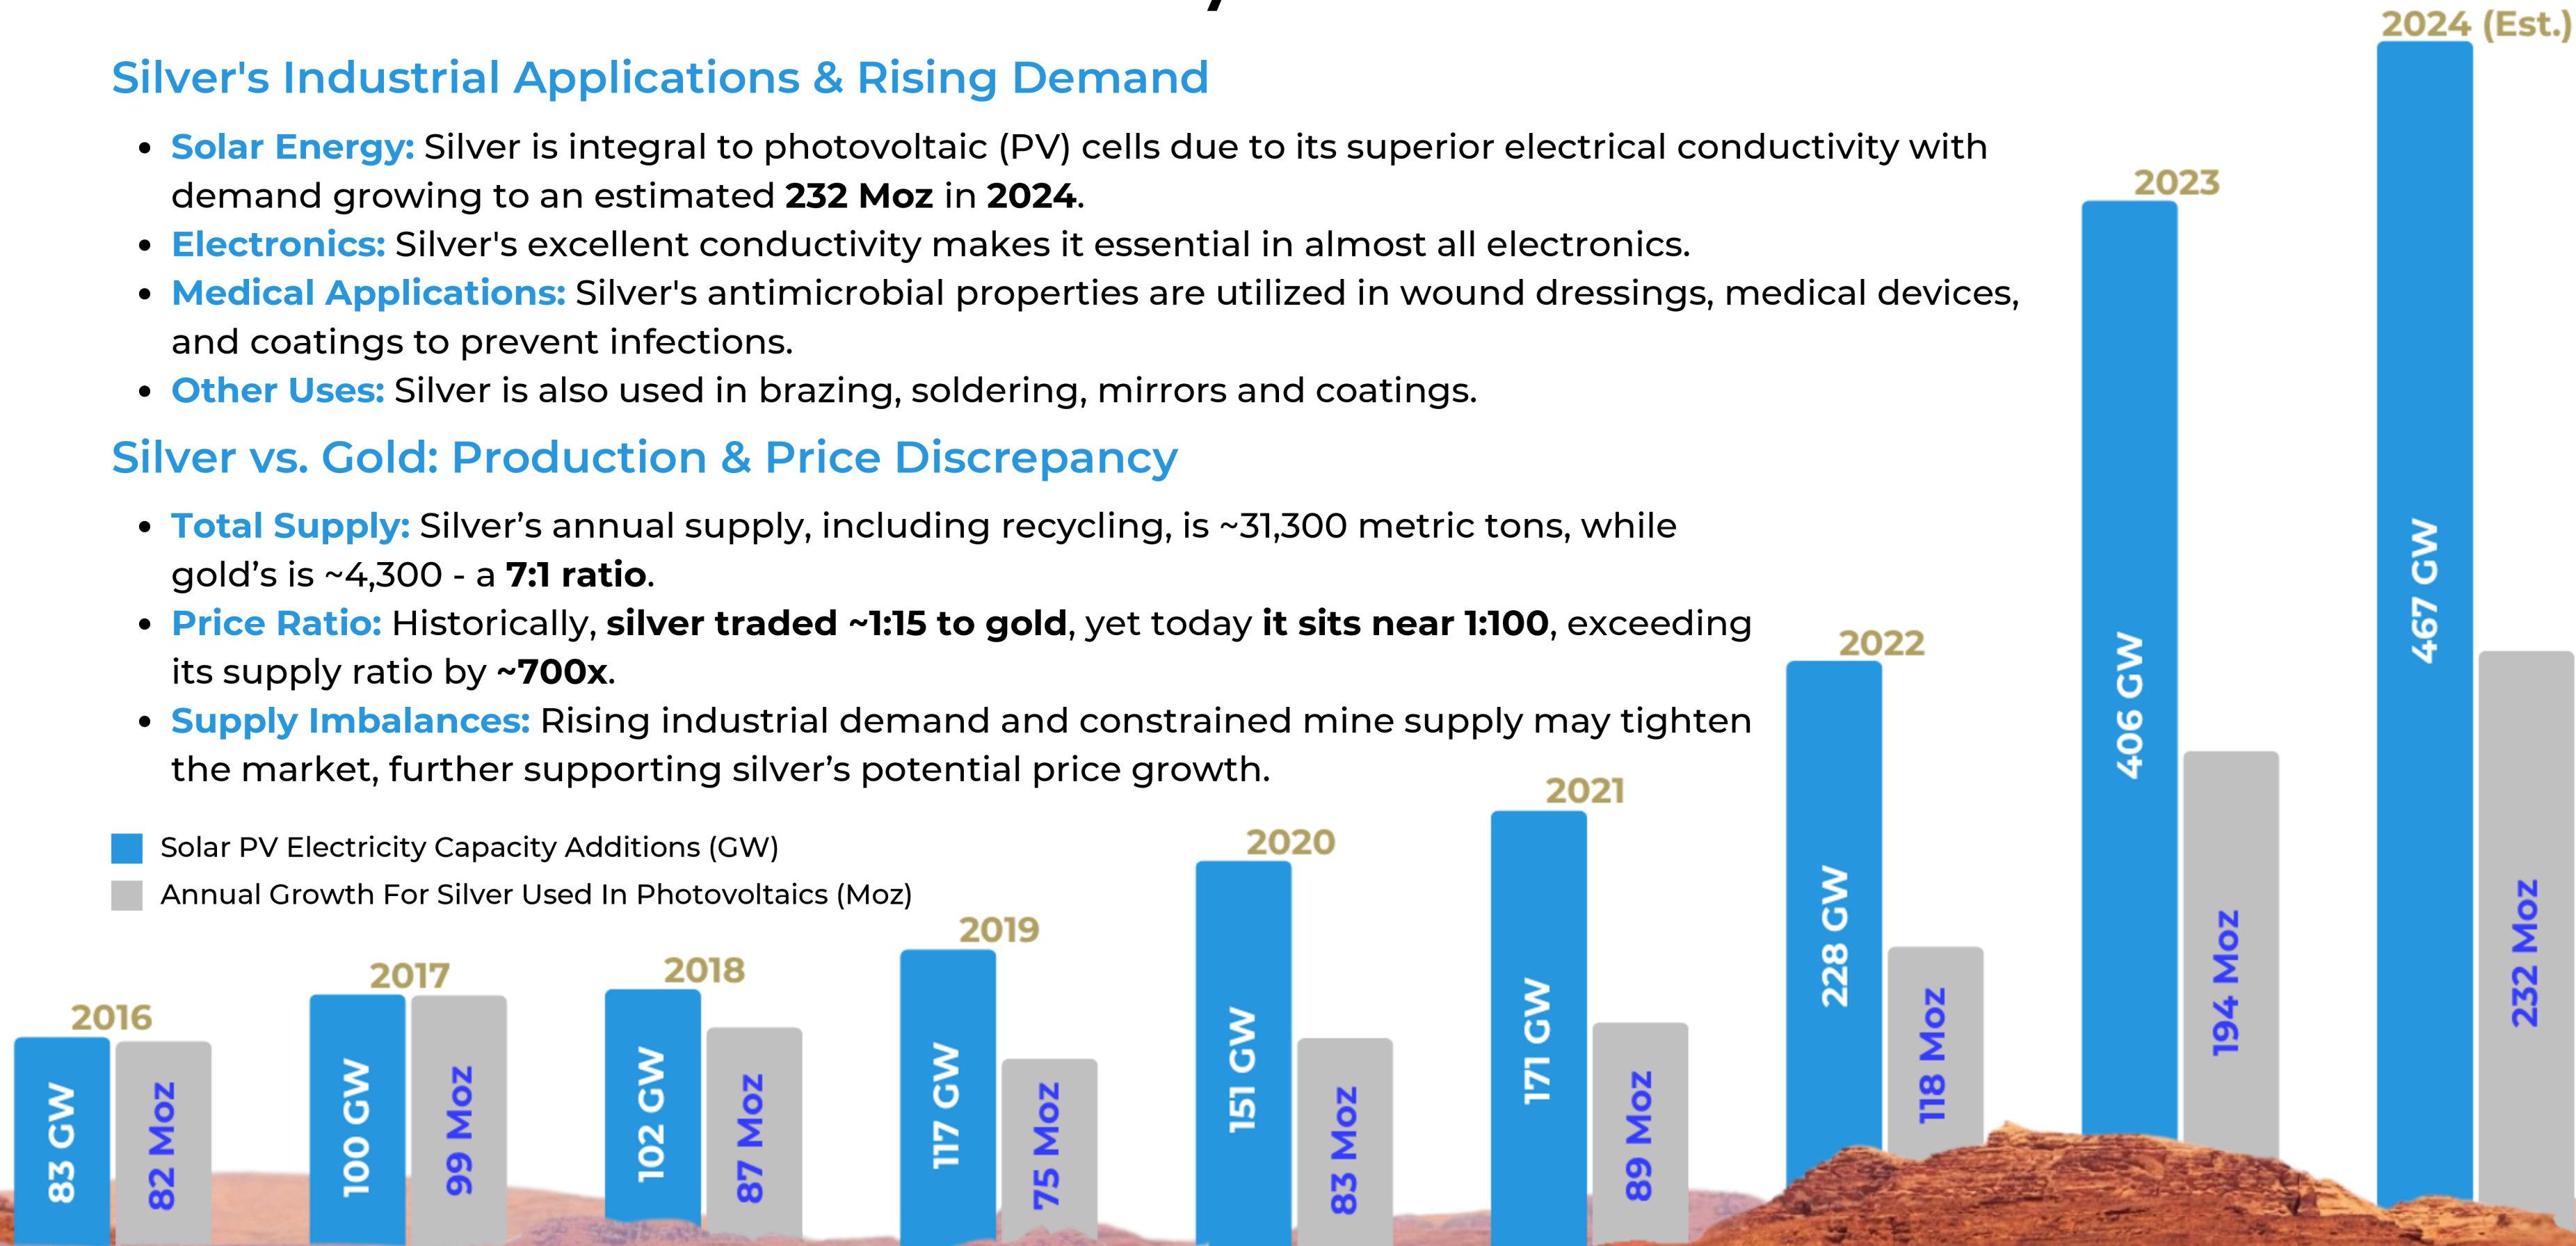 Silver's Industrial Applications & Rising Demand
Solar Energy: Silver is integral to photovoltaic (PV) cells due to its superior electrical conductivity with
demand growing to an estimated 232 Moz in 2024.
Electronics: Silver's excellent conductivity makes it essential in almost all electronics.
Medical Applications: Silver's antimicrobial properties are utilized in wound dressings, medical devices,
and coatings to prevent infections.
Other Uses: Silver is also used in brazing, soldering, mirrors and coatings.
Silver vs. Gold: Production & Price Discrepancy
Total Supply: Silver’s annual supply, including recycling, is ~31,300 metric tons, while
gold’s is ~4,300 - a 7:1 ratio.
Price Ratio: Historically, silver traded ~1:15 to gold, yet today it sits near 1:100, exceeding
its supply ratio by ~700x.
Supply Imbalances: Rising industrial demand and constrained mine supply may tighten
the market, further supporting silver’s potential price growth.
Solar PV Electricity Capacity Additions (GW)
Annual Growth For Silver Used In Photovoltaics (Moz)
2016
83 GW
82 Moz
2017
100 GW
99 Moz
2018
102 GW
87 Moz
2019
117 GW
75 Moz
2020
151 GW
83 Moz
2021
171 GW
89 Moz
2022
228 GW
118 Moz
2023
406 GW
194 Moz
2024 (Est.)
467 GW
232 Moz